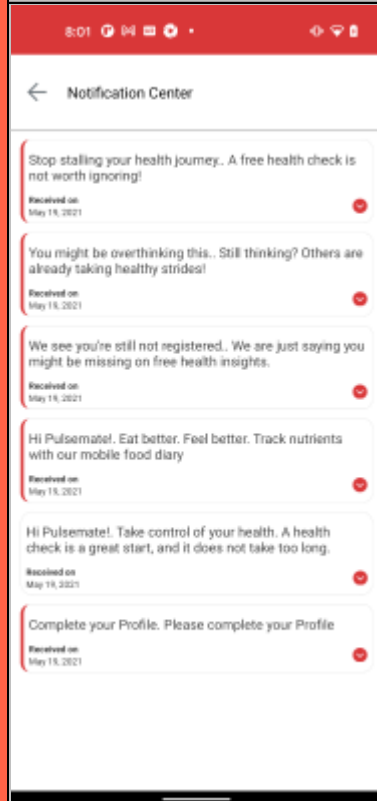 8:01
Notification Center
Stop stalling your health journey.. A free health check is
not worth ignoring!
Received on
May 19, 2021
You might be overthinking this.. Still thinking? Others are
already taking healthy strides!
Received on
May 19, 2021
We see you're still not registered.. We are just saying you
might be missing on free health insights.
Received on
May 19, 2021
Hi Pulsemate!. Eat better. Feel better. Track nutrients
with our mobile food diary
Received on
May 19, 2021
Hi Pulsemate!. Take control of your health. A health
check is a great start, and it does not take too long.
Received on
May 19, 2021
Complete your Profile. Please complete your Profile
Received on
May 19, 2021